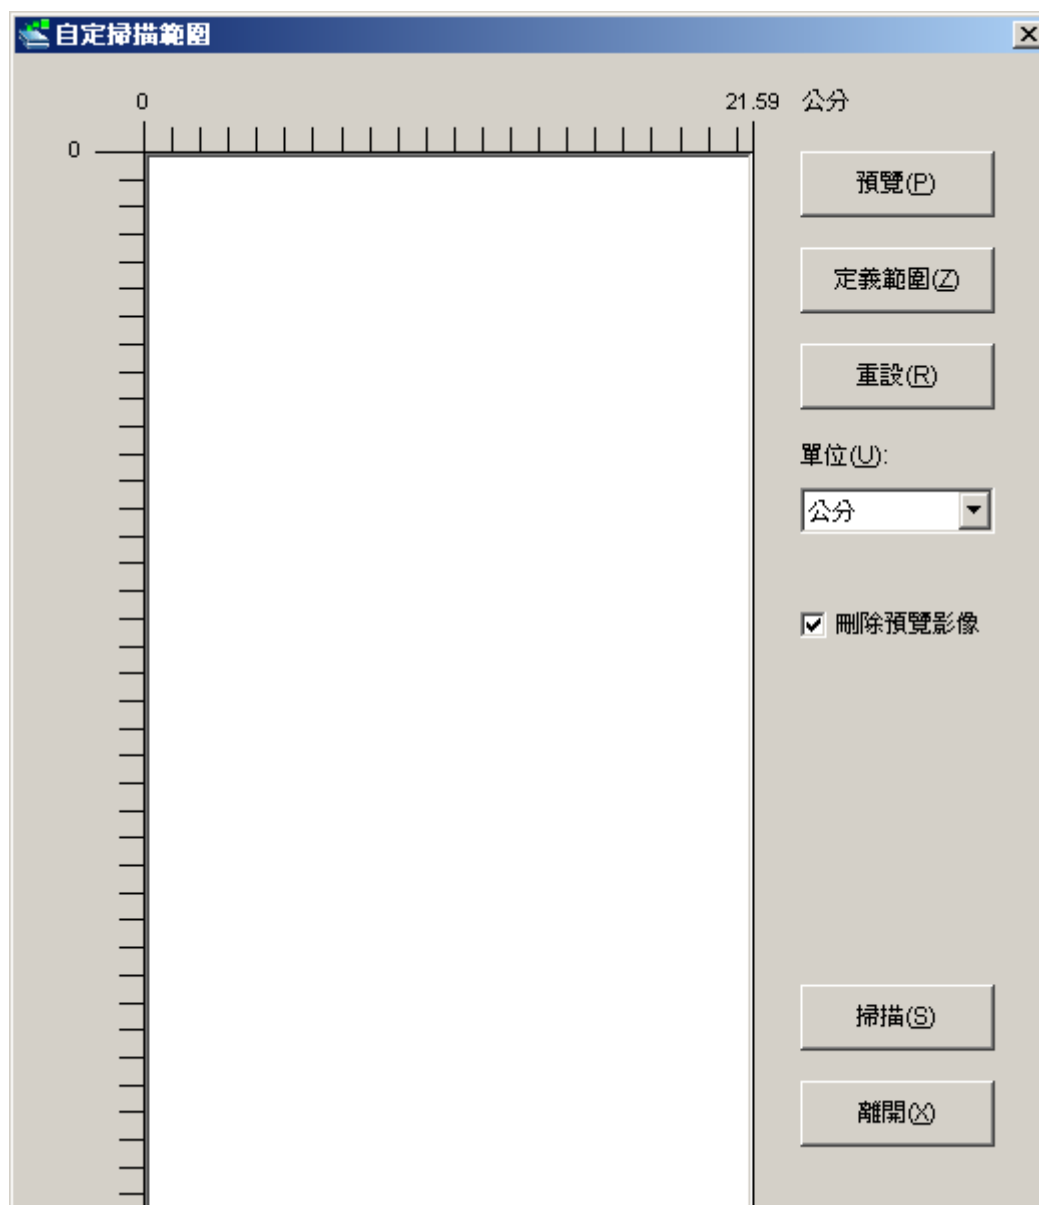 自定掃描範圍
0 21.59 公分
0
預覽(P)
定義範圍(Z)
重設(R)
單位(U):
公分
刪除預覽影像
掃描(S)
離開(X)